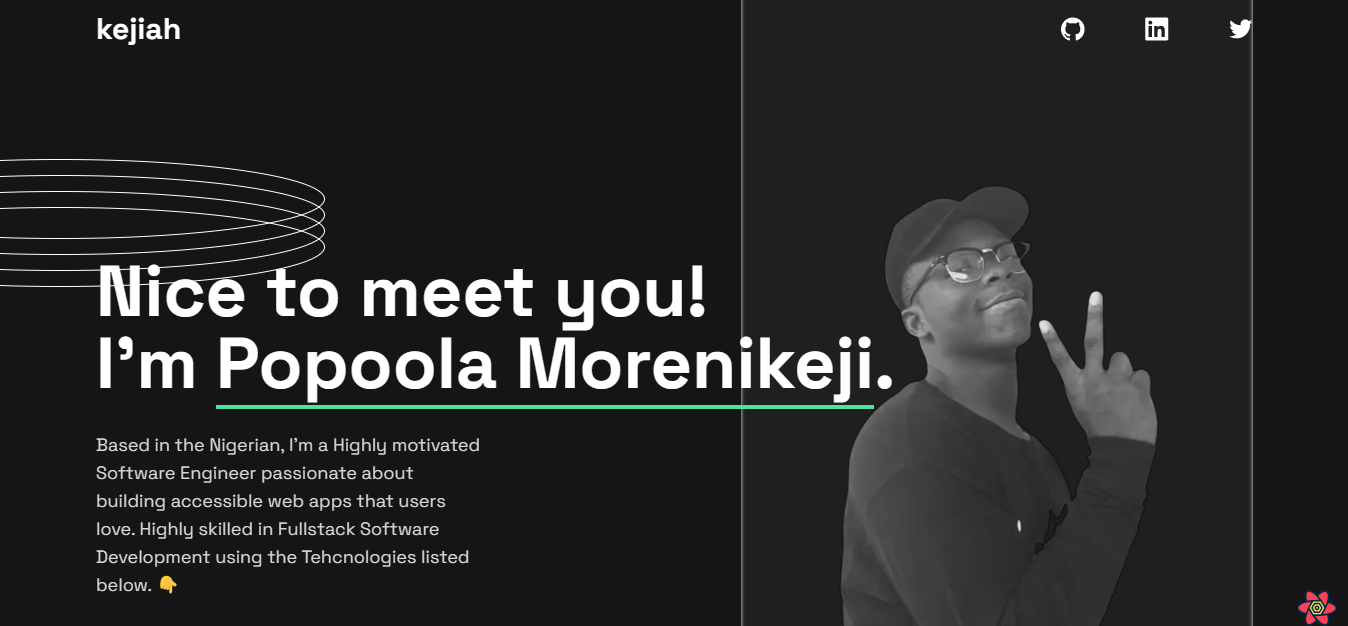 kejiah
Nice to meet you!
I’m Popoola Morenikeji.
Based in the Nigerian, I’m a Highly motivated
Software Engineer passionate about
building accessible web apps that users
love. Highly skilled in Fullstack Software
Development using the Tehcnologies listed
below. 👇